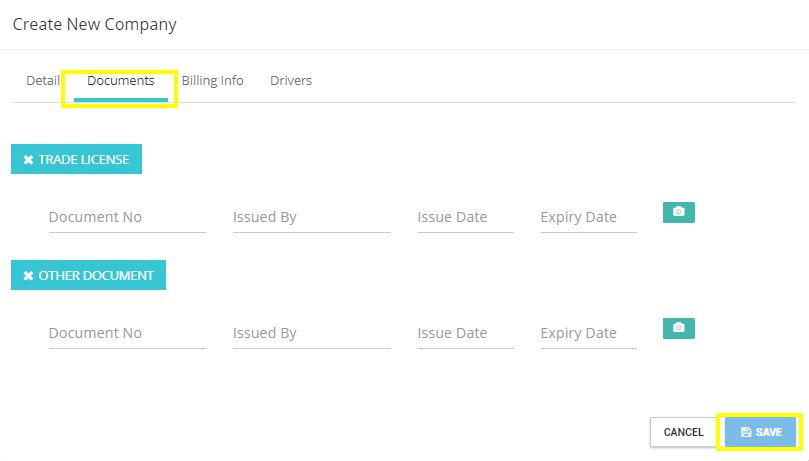 Create New Company
Detail Documents Billing Info Drivers
TRADE LICENSE
Document No Issued By Issue Date Expiry Date
OTHER DOCUMENT
Document No Issued By Issue Date Expiry Date
CANCEL SAVE